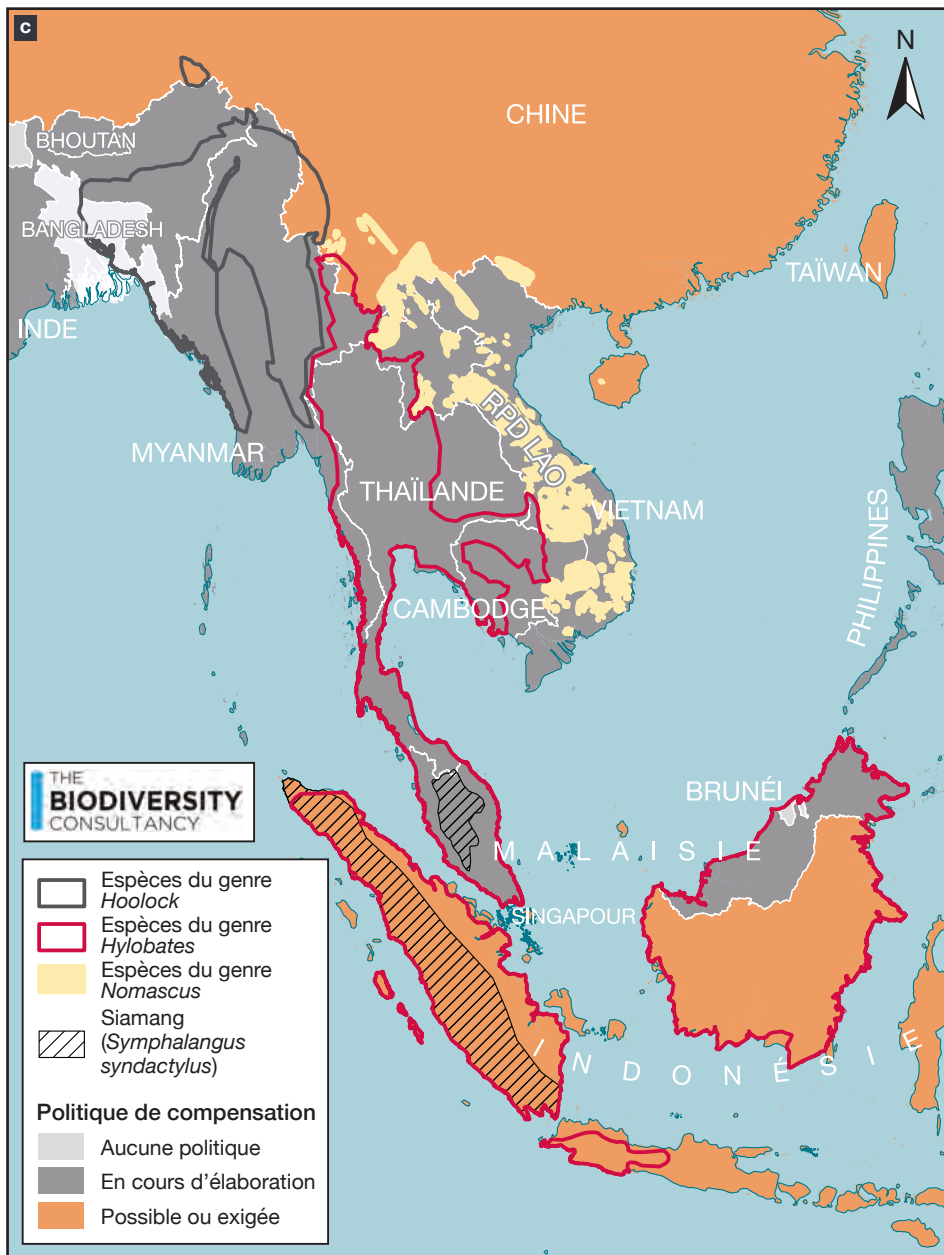 c
N
CHINE
BHOUTAN
BANGLADESH
TAÏWAN
INDE
RPD LAO
MYANMAR
THAÏLANDE
VIETNAM
PHILIPPINES
CAMBODGE
THE
BIODIVERSITY
CONSULTANCY
BRUNÉI
MALAISIE
SINGAPOUR
INDONÉSIE
Espèces du genre
Hoolock
Espèces du genre
Hylobates
Espèces du genre
Nomascus
Siamang
(Symphalangus
syndactylus)
Politique de compensation
Aucune politique
En cours d'élaboration
Possible ou exigée